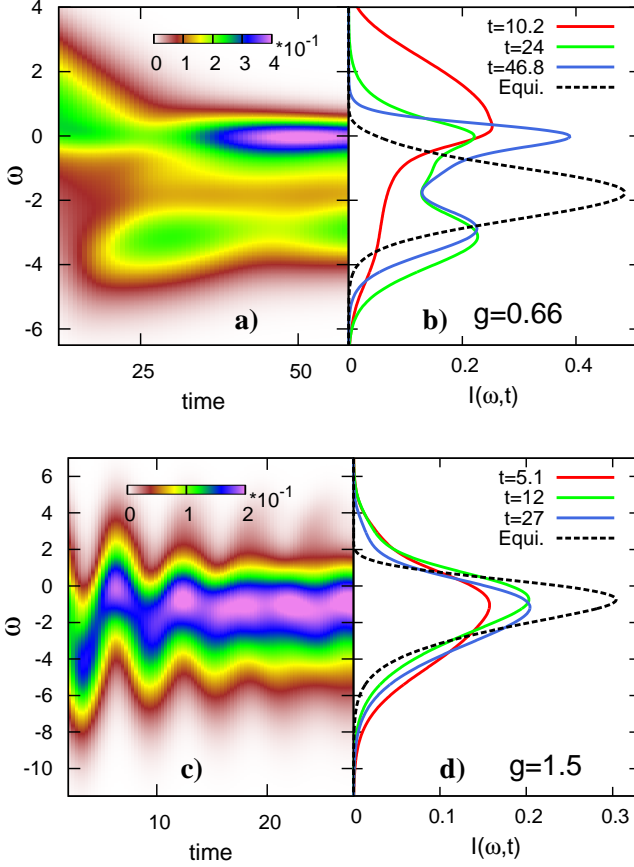 4
2
0
-2
-4
-6
ω
0 1 2 3 4 *10⁻¹
a)
25 50
time
t=10.2
t=24
t=46.8
Equi.
b) g=0.66
0 0.2 0.4
I(ω,t)
6
4
2
0
-2
-4
-6
-8
-10
ω
0 1 2 *10⁻¹
c)
10 20
time
t=5.1
t=12
t=27
Equi.
d) g=1.5
0 0.1 0.2 0.3
I(ω,t)